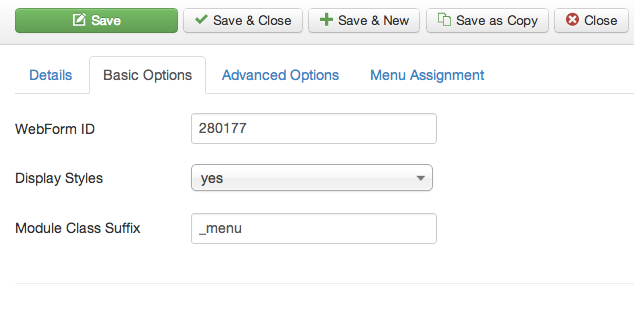 Save Save & Close Save & New Save as Copy Close
Details Basic Options Advanced Options Menu Assignment
WebForm ID 280177
Display Styles yes
Module Class Suffix _menu